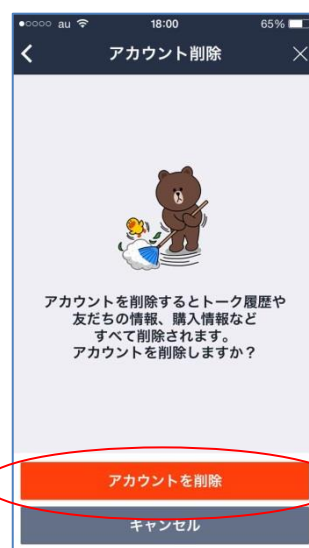 au 18:00 65%
アカウント削除
アカウントを削除するとトーク履歴や
友だちの情報、購入情報など
すべて削除されます。
アカウントを削除しますか？
アカウントを削除
キャンセル